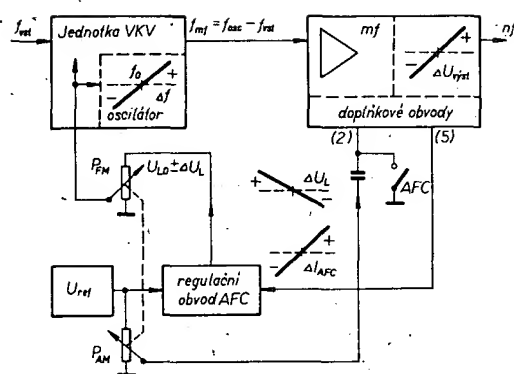 f_vst
Jednotka VKV
f_mf = f_osc − f_vst
mf
nf
f_0
+
−
Δf
oscilátor
+
−
ΔU_výst
doplňkové obvody
(2)
(5)
P_FM
U_L0 ± ΔU_L
+
ΔU_L
−
AFC
+
−
ΔI_AFC
U_ref
regulační
obvod AFC
P_AM